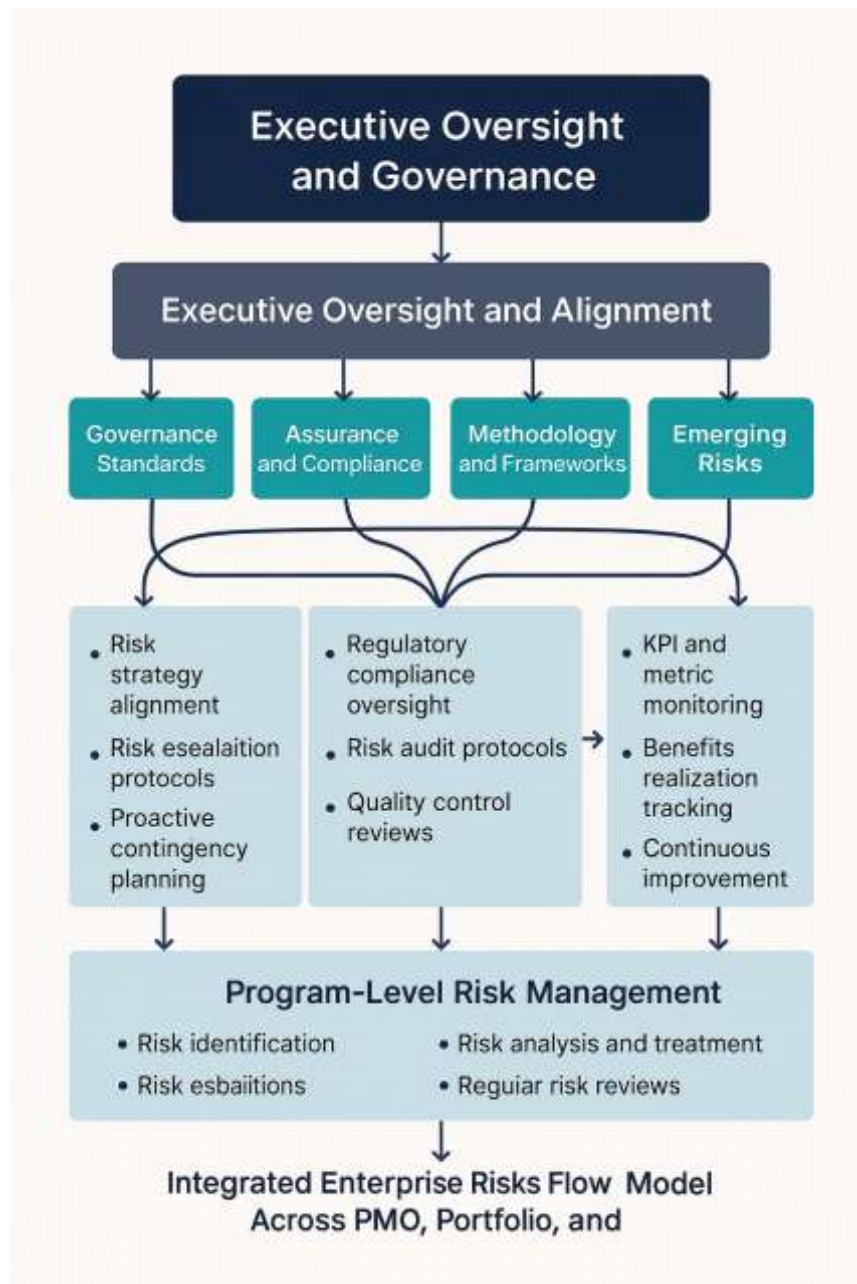 Executive Oversight
and Governance
Executive Oversight and Alignment
Governance
Standards
Assurance
and Compliance
Methodology
and Frameworks
Emerging
Risks
• Risk
strategy
alignment
• Risk esealaition
protocols
• Proactive
contingency
planning
• Regulatory
compliance
oversight
• Risk audit protocols
• Quality control
reviews
• KPI and
metric
monitoring
• Benefits
realization
tracking
• Continuous
improvement
Program-Level Risk Management
• Risk identification
• Risk esbaiitions
• Risk analysis and treatment
• Reguiar risk reviews
Integrated Enterprise Risks Flow Model
Across PMO, Portfolio, and